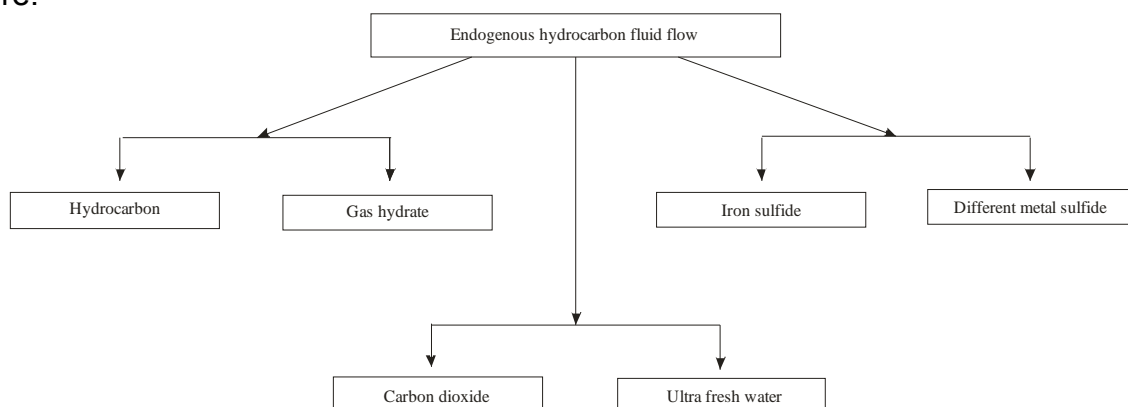 Endogenous hydrocarbon fluid flow
Hydrocarbon
Gas hydrate
Iron sulfide
Different metal sulfide
Carbon dioxide
Ultra fresh water